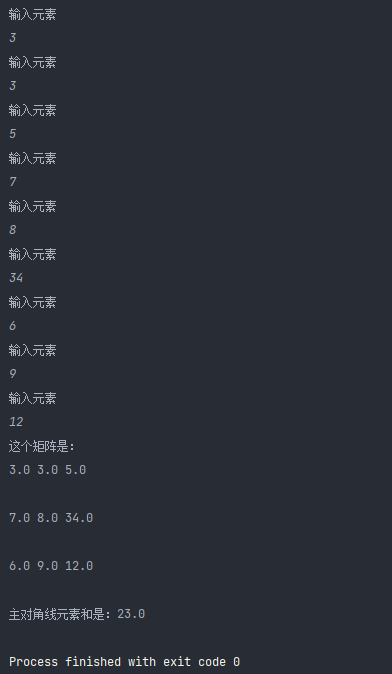 输入元素
3
输入元素
3
输入元素
5
输入元素
7
输入元素
8
输入元素
34
输入元素
6
输入元素
9
输入元素
12
这个矩阵是:
3.0 3.0 5.0
7.0 8.0 34.0
6.0 9.0 12.0
主对角线元素和是: 23.0
Process finished with exit code 0